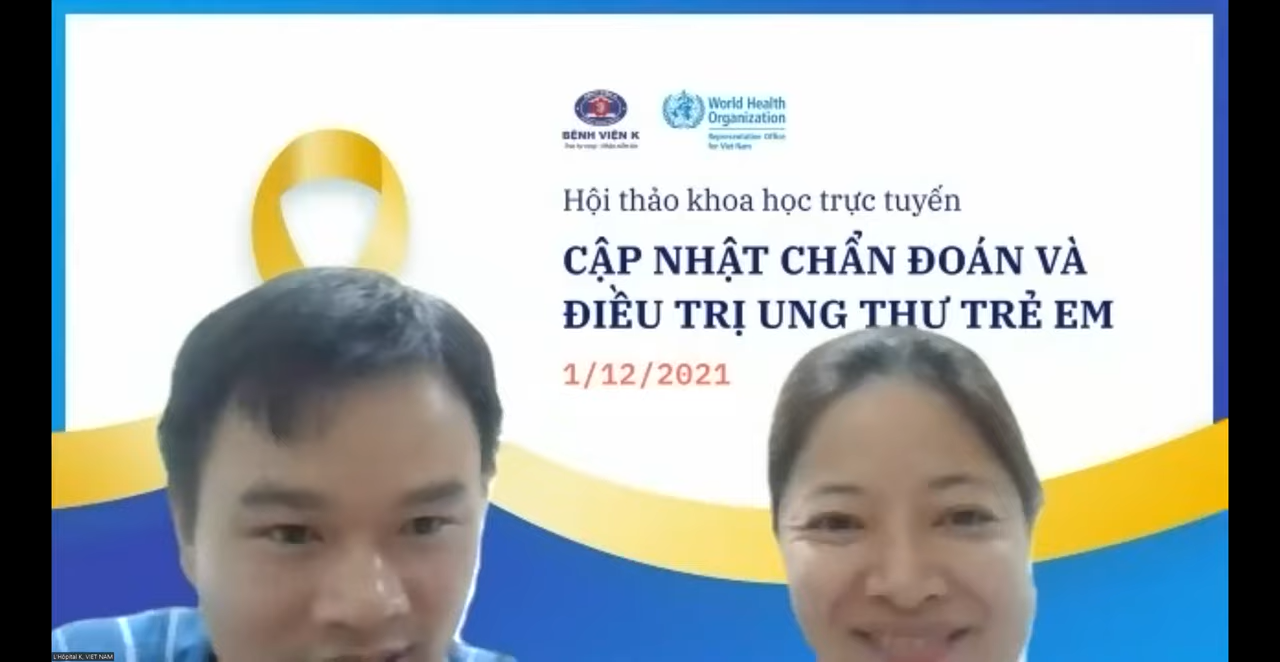 BỆNH VIỆN K
World Health
Organization
Representative Office
for Viet Nam
Hội thảo khoa học trực tuyến
CẬP NHẬT CHẨN ĐOÁN VÀ
ĐIỀU TRỊ UNG THƯ TRẺ EM
1/12/2021
L'Hôpital K, VIET NAM